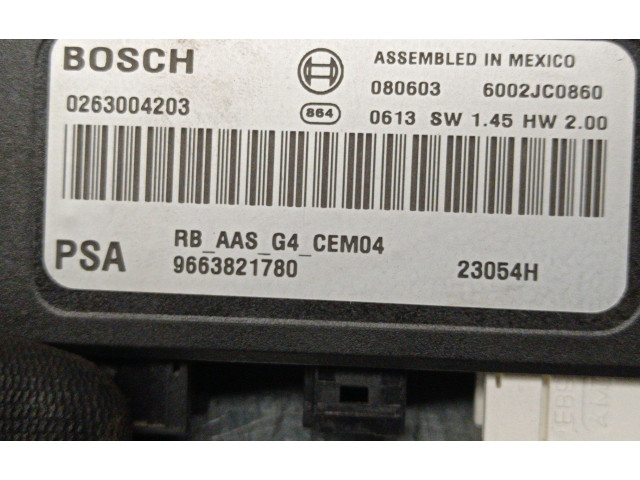 BOSCH
ASSEMBLED IN MEXICO
080603 6002JC0860
0263004203
864
0613 SW 1.45 HW 2.00
RB_AAS_G4_CEM04
PSA
9663821780
23054H